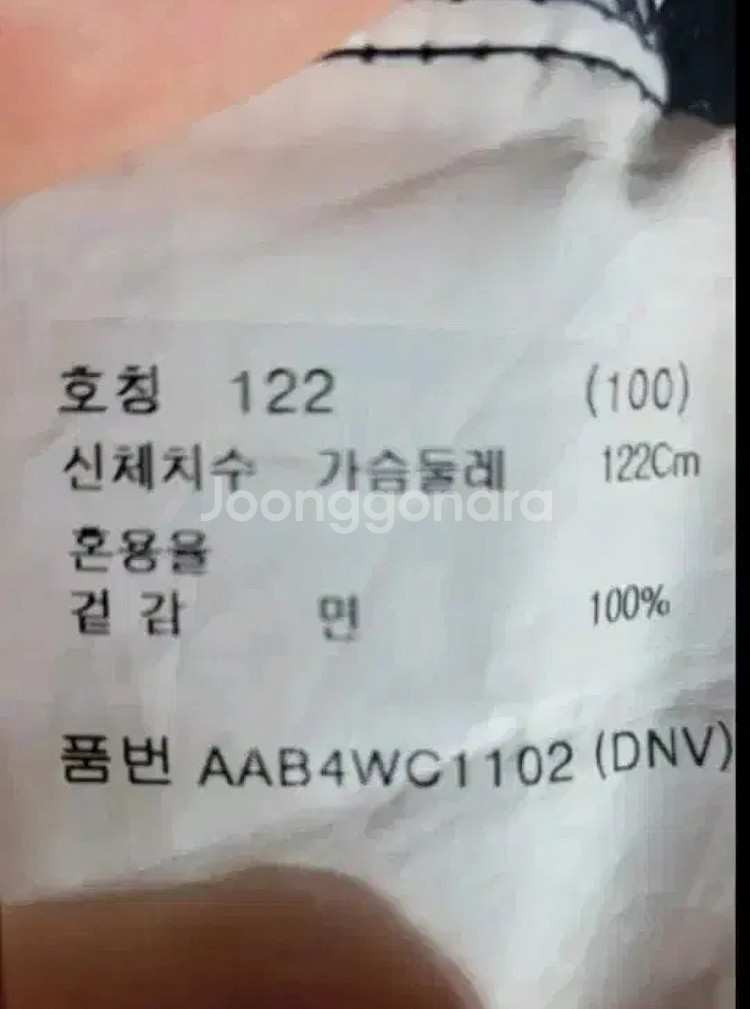 호칭 122 (100)
신체치수 가슴둘레 122Cm
Joonggonara
혼용율
겉감 면 100%
품번 AAB4WC1102 (DNV)